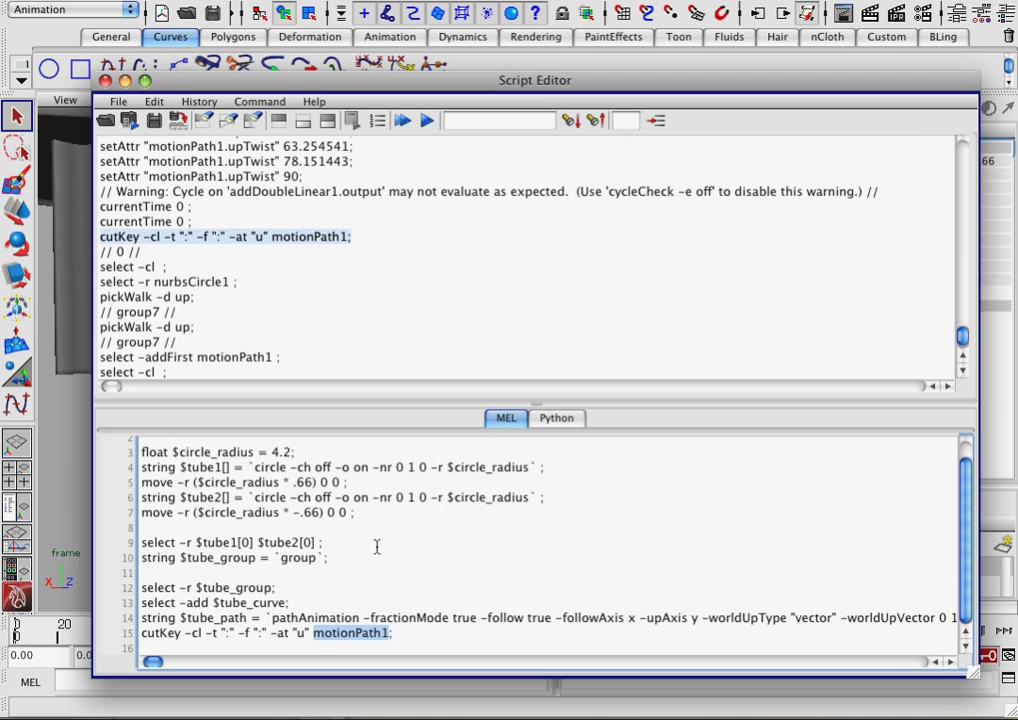 Animation
General Curves Polygons Deformation Animation Dynamics Rendering PaintEffects Toon Fluids Hair nCloth Custom BLing
View
Script Editor
File Edit History Command Help
setAttr "motionPath1.upTwist" 63.254541;
setAttr "motionPath1.upTwist" 78.151443;
setAttr "motionPath1.upTwist" 90;
// Warning: Cycle on 'addDoubleLinear1.output' may not evaluate as expected.  (Use 'cycleCheck -e off' to disable this warning.) //
currentTime 0 ;
currentTime 0 ;
cutKey -cl -t ":" -f ":" -at "u" motionPath1;
// 0 //
select -cl  ;
select -r nurbsCircle1 ;
pickWalk -d up;
// group7 //
pickWalk -d up;
// group7 //
select -addFirst motionPath1 ;
select -cl  ;
66
MEL Python
2
3 float $circle_radius = 4.2;
4 string $tube1[] = `circle -ch off -o on -nr 0 1 0 -r $circle_radius` ;
5 move -r ($circle_radius * .66) 0 0 ;
6 string $tube2[] = `circle -ch off -o on -nr 0 1 0 -r $circle_radius` ;
7 move -r ($circle_radius * -.66) 0 0 ;
8
9 select -r $tube1[0] $tube2[0] ;
10 string $tube_group = `group`;
11
12 select -r $tube_group;
13 select -add $tube_curve;
14 string $tube_path = `pathAnimation -fractionMode true -follow true -followAxis x -upAxis y -worldUpType "vector" -worldUpVector 0 1
15 cutKey -cl -t ":" -f ":" -at "u" motionPath1;
16
frame
X Z
0 20
0.00 0.0
MEL